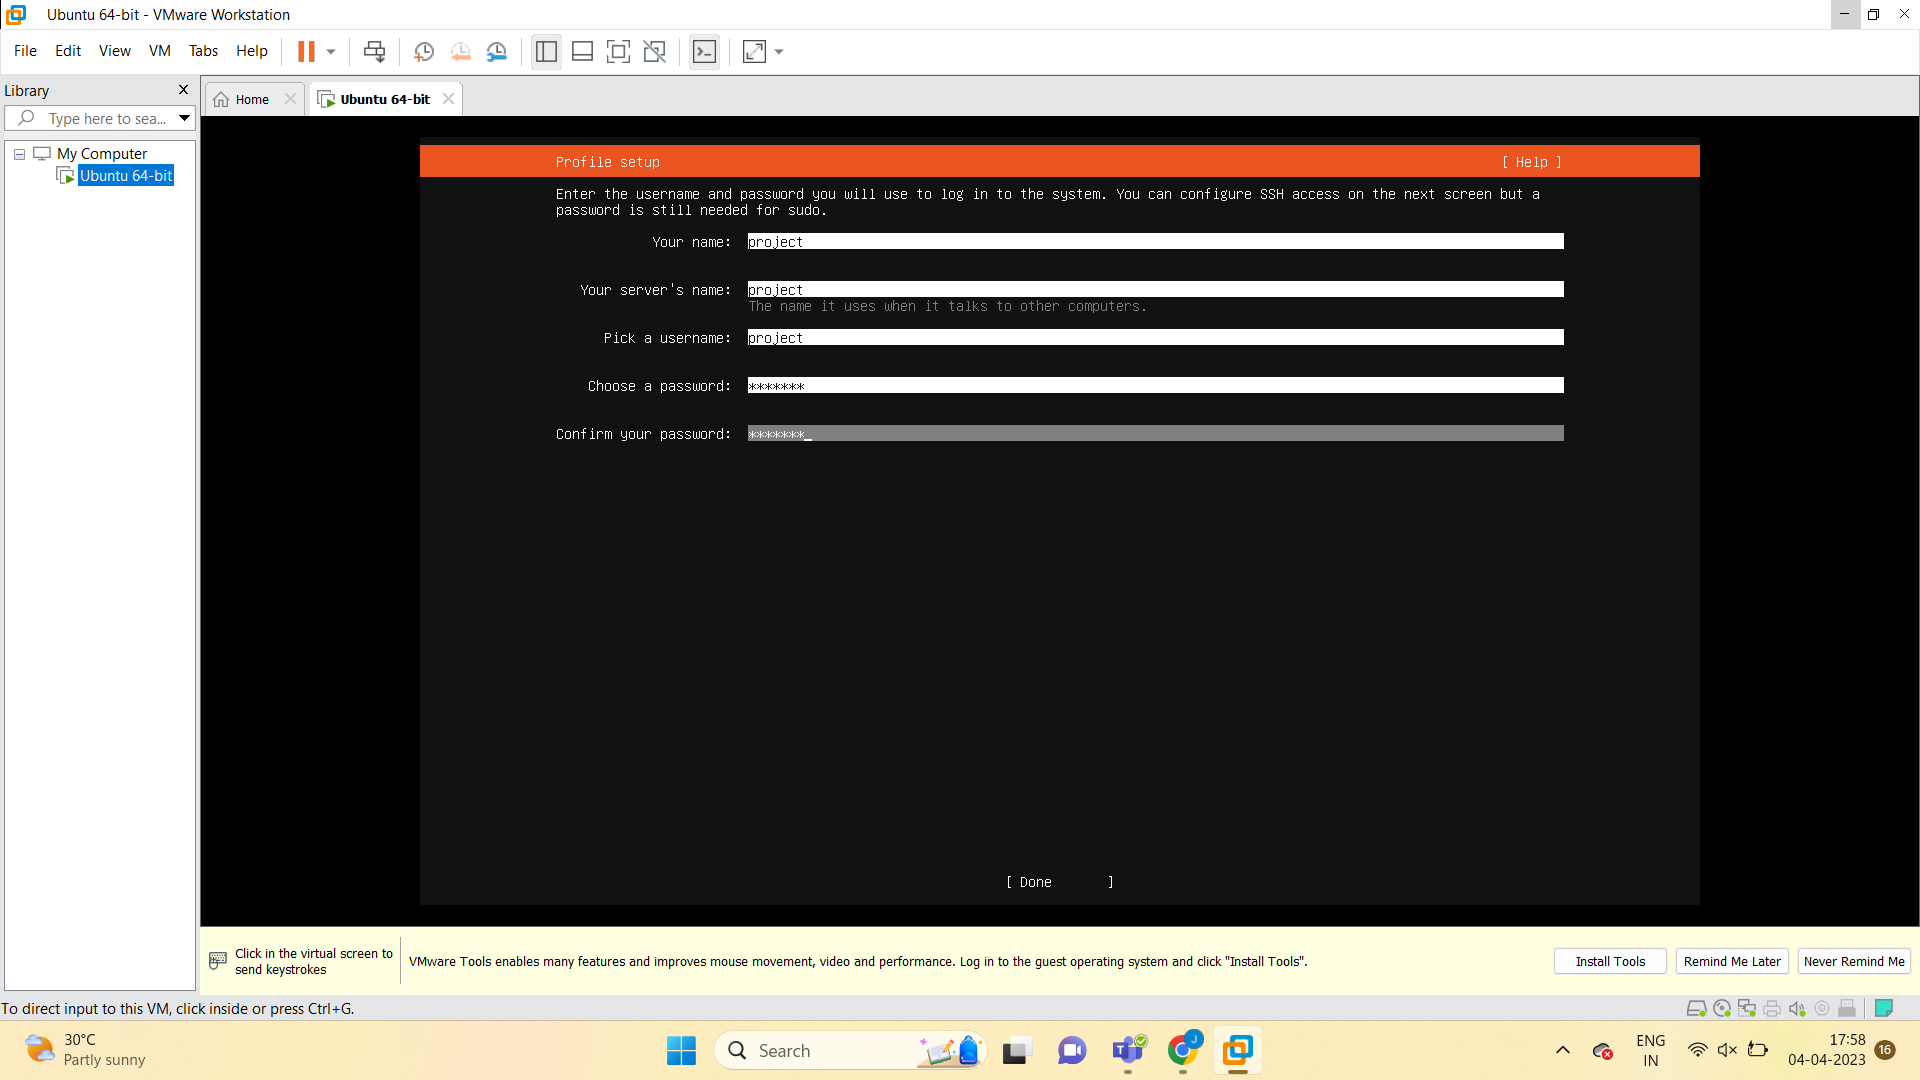 Ubuntu 64-bit - VMware Workstation
File Edit View VM Tabs Help
Library
Type here to sea...
My Computer
Ubuntu 64-bit
Home
Ubuntu 64-bit
Profile setup [ Help ]
Enter the username and password you will use to log in to the system. You can configure SSH access on the next screen but a
password is still needed for sudo.
Your name: project
Your server's name: project
The name it uses when it talks to other computers.
Pick a username: project
Choose a password: *******
Confirm your password: *******_
[ Done ]
Click in the virtual screen to
send keystrokes
VMware Tools enables many features and improves mouse movement, video and performance. Log in to the guest operating system and click "Install Tools".
Install Tools
Remind Me Later
Never Remind Me
To direct input to this VM, click inside or press Ctrl+G.
30°C
Partly sunny
Search
J
ENG
IN
17:58
04-04-2023
16